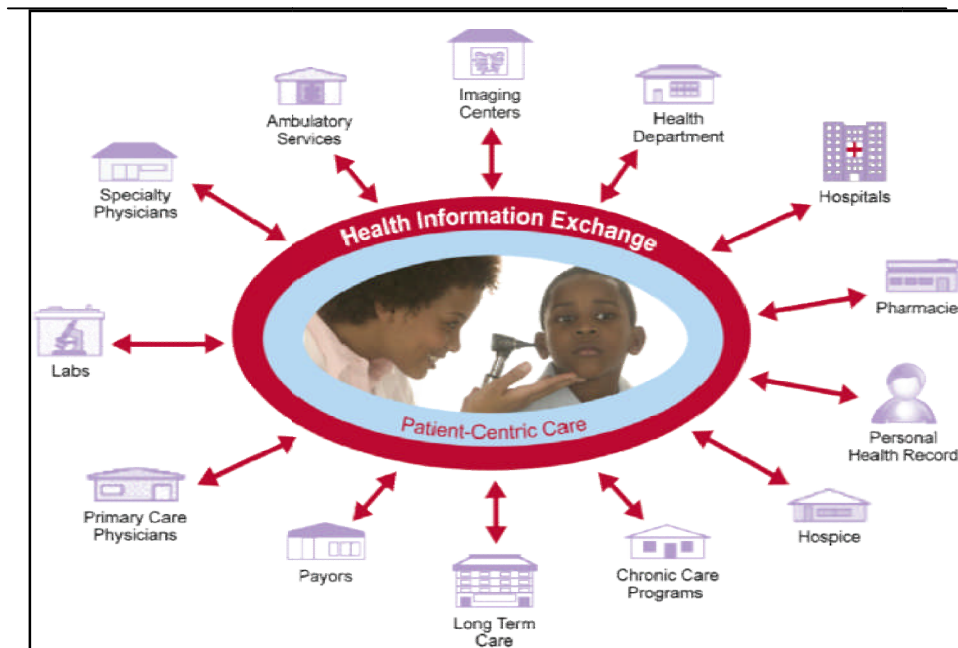 Imaging
Centers
Ambulatory
Services
Health
Department
Specialty
Physicians
Hospitals
Health Information Exchange
Pharmacie
Labs
Patient-Centric Care
Personal
Health Record
Primary Care
Physicians
Payors
Long Term
Care
Chronic Care
Programs
Hospice